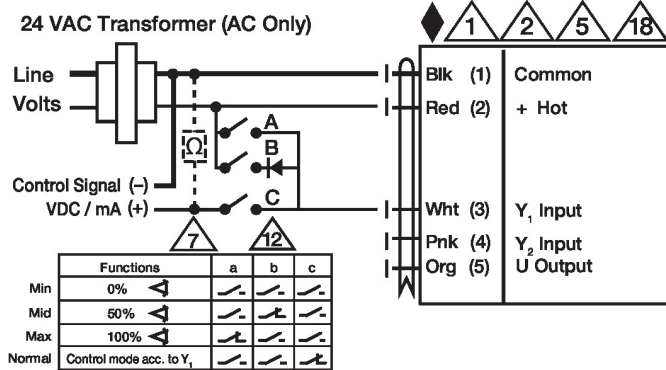 24 VAC Transformer (AC Only)
1 2 5 18
Line
Volts
Blk (1) Common
Red (2) + Hot
A
B
C
Ω
Control Signal (–)
VDC / mA (+)
Wht (3) Y₁ Input
Pnk (4) Y₂ Input
Org (5) U Output
7 12
Functions a b c
Min 0%
Mid 50%
Max 100%
Normal Control mode acc. to Y₁